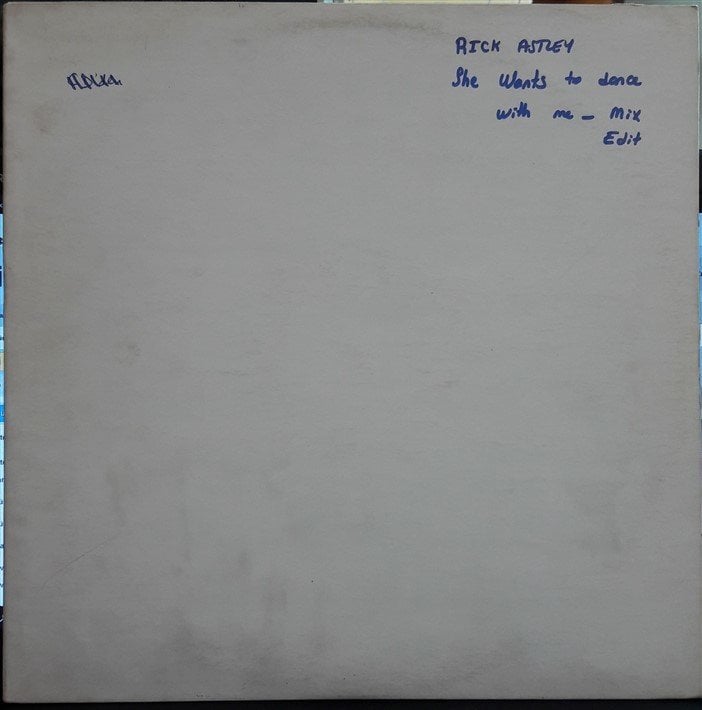 RICK ASTLEY
She Wants to dance
with me - Mix
Edit